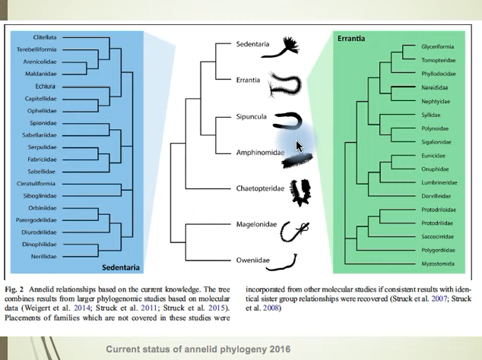 Clitellata
Terebelliformia
Arenicolidae
Maldanidae
Echiura
Capitellidae
Opheliidae
Spionidae
Sabellariidae
Serpulidae
Fabriciidae
Sabellidae
Cirratuliformia
Siboglinidae
Orbiniidae
Parergodrilidae
Diurodrilidae
Dinophilidae
Nerillidae
Sedentaria
Sedentaria
Errantia
Sipuncula
Amphinomidae
Chaetopteridae
Magelonidae
Oweniidae
Errantia
Glyceriformia
Tomopteridae
Phyllodocidae
Nereididae
Nephtyidae
Syllidae
Polynoidae
Sigalionidae
Eunicidae
Onuphidae
Lumbrineridae
Dorvilleidae
Protodriloidae
Protodrilidae
Saccocirridae
Polygordiidae
Myzostomida
Fig. 2 Annelid relationships based on the current knowledge. The tree
combines results from larger phylogenomic studies based on molecular
data (Weigert et al. 2014; Struck et al. 2011; Struck et al. 2015).
Placements of families which are not covered in these studies were
incorporated from other molecular studies if consistent results with iden-
tical sister group relationships were recovered (Struck et al. 2007; Struck
et al. 2008)
Current status of annelid phylogeny 2016